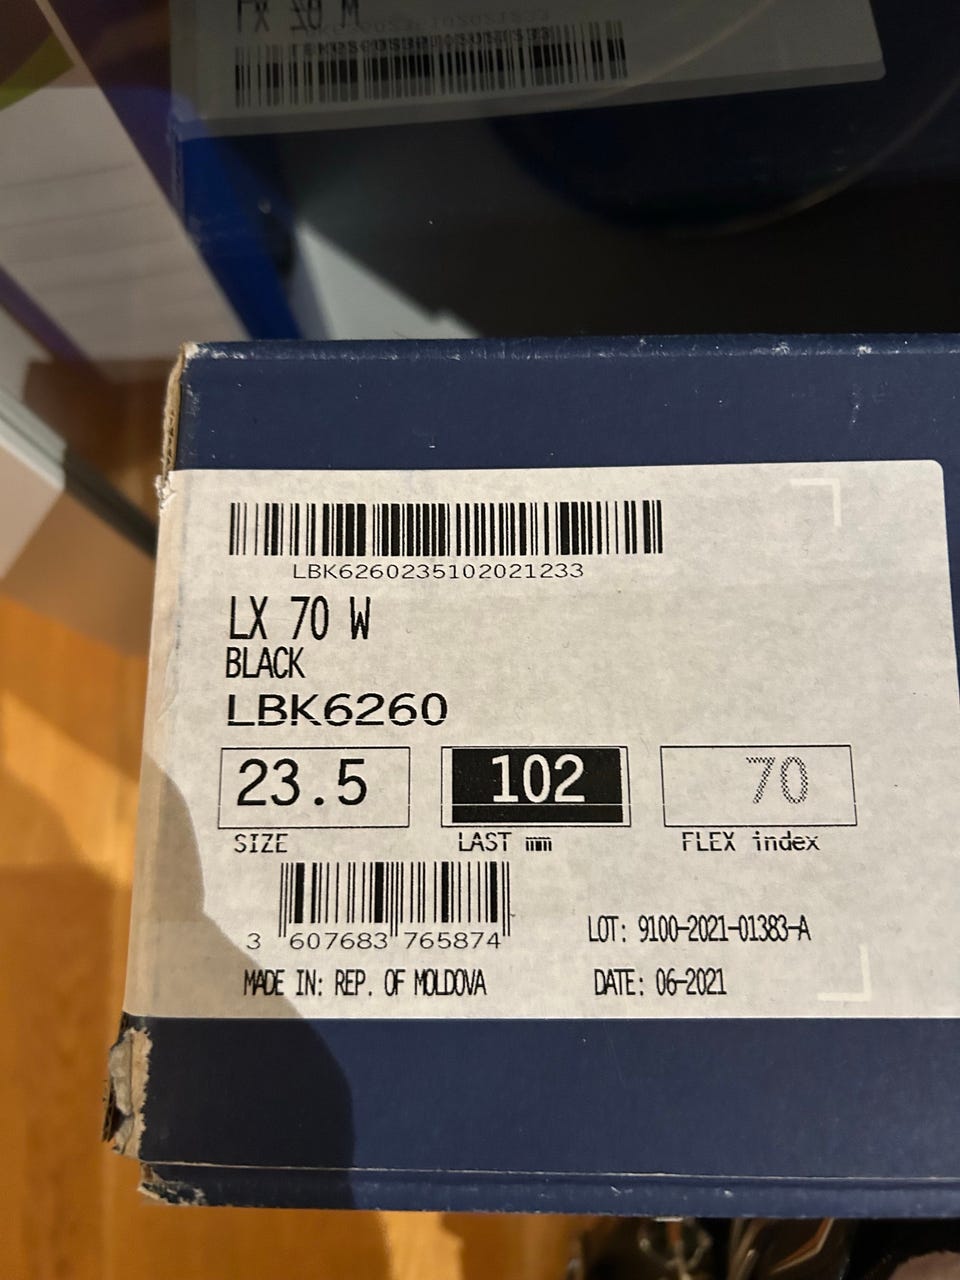 LBK6260235102021233
LX 70 W
BLACK
LBK6260
23.5 102 70
SIZE LAST mm FLEX index
3 607683 765874
LOT: 9100-2021-01383-A
MADE IN: REP. OF MOLDOVA
DATE: 06-2021